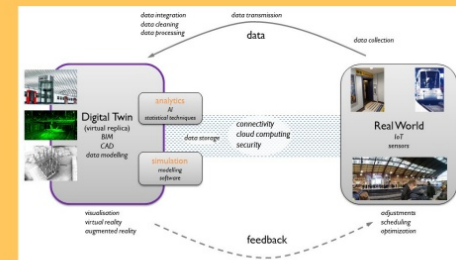 data integration
data cleaning
data processing
data transmission
data
data collection
Digital Twin
(virtual replica)
BIM
CAD
data modelling
analytics
AI
statistical techniques
data storage
connectivity
cloud computing
security
simulation
modelling
software
Real World
IoT
sensors
visualisation
virtual reality
augmented reality
feedback
adjustments
scheduling
optimization